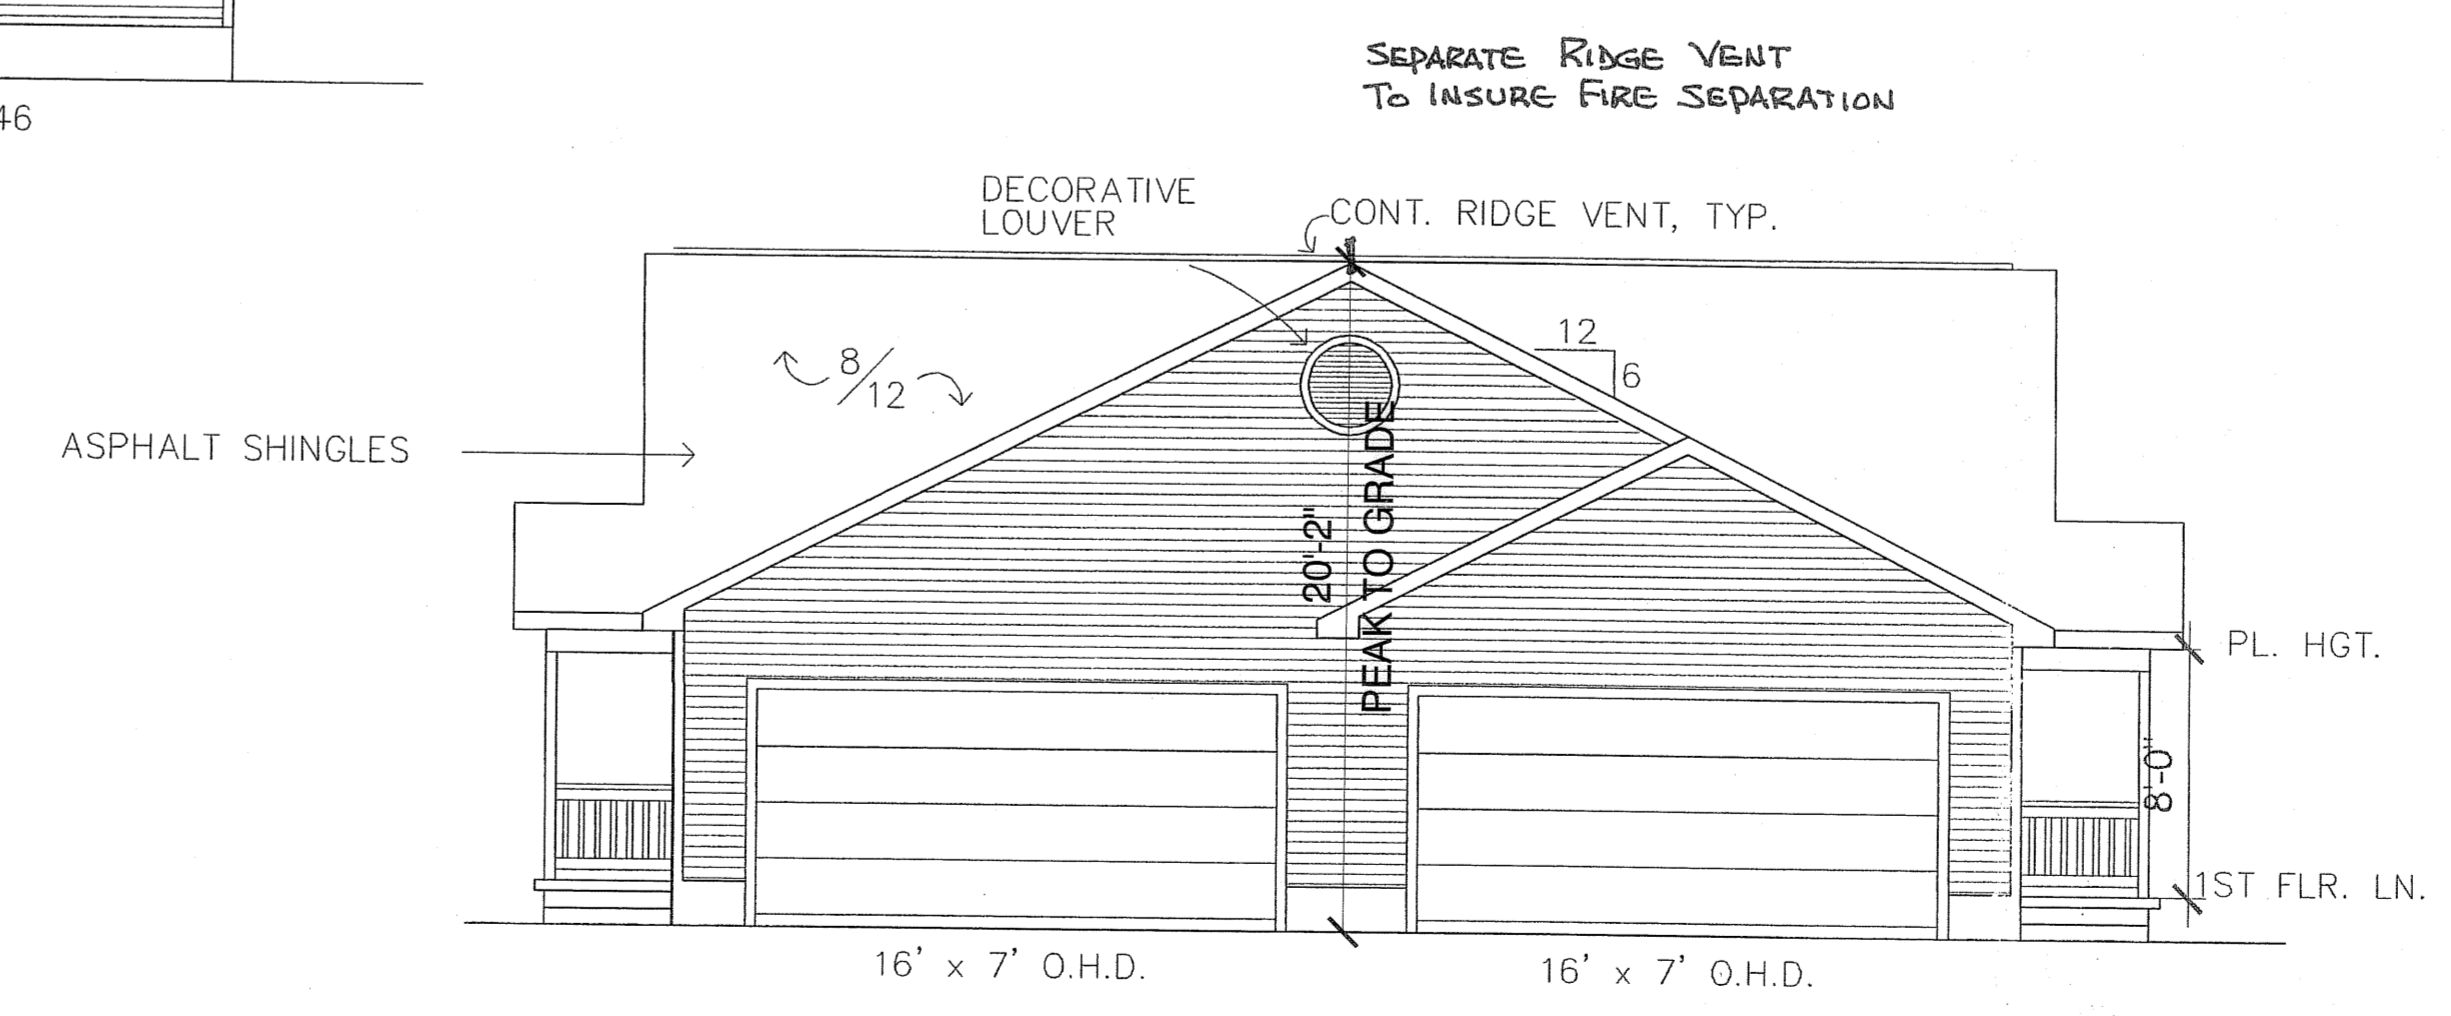 46
SEPARATE RIDGE VENT
TO INSURE FIRE SEPARATION
DECORATIVE
LOUVER
CONT. RIDGE VENT, TYP.
12
6
8/12
ASPHALT SHINGLES
20'-2"
PEAK TO GRADE
PL. HGT.
8'-0"
1ST FLR. LN.
16' x 7' O.H.D.
16' x 7' O.H.D.